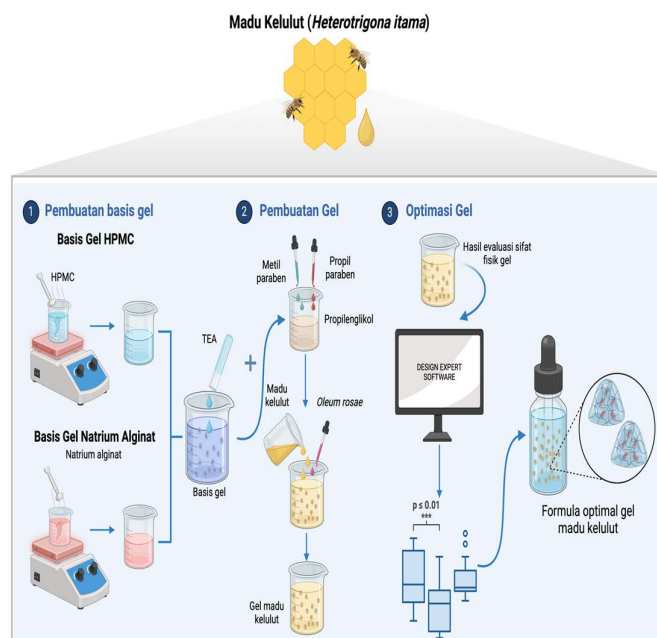 Madu Kelulut (Heterotrigona itama)
1 Pembuatan basis gel
Basis Gel HPMC
HPMC
TEA
Basis Gel Natrium Alginat
Natrium alginat
Basis gel
2 Pembuatan Gel
Metil
paraben
Propil
paraben
Propilenglikol
+
Madu
kelulut
Oleum rosae
Gel madu
kelulut
3 Optimasi Gel
Hasil evaluasi sifat
fisik gel
DESIGN EXPERT
SOFTWARE
p ≤ 0.01
***
Formula optimal gel
madu kelulut